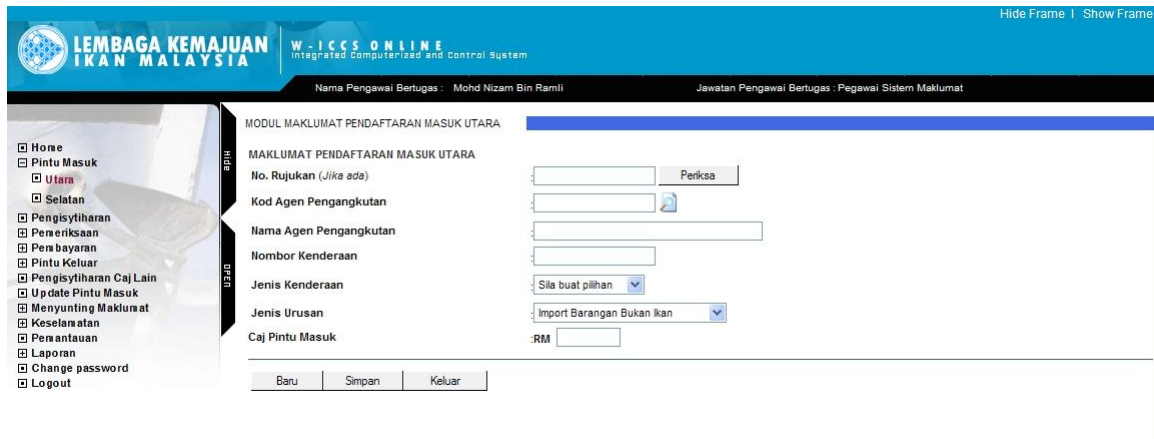 Hide Frame I Show Frame
LEMBAGA KEMAJUAN
IKAN MALAYSIA
W-ICCS ONLINE
Integrated Computerized and Control System
Nama Pengawai Bertugas : Mohd Nizam Bin Ramli Jawatan Pengawai Bertugas : Pegawai Sistem Maklumat
MODUL MAKLUMAT PENDAFTARAN MASUK UTARA
Home
Pintu Masuk
Utara
Selatan
Pengisytiharan
Pemeriksaan
Pembayaran
Pintu Keluar
Pengisytiharan Caj Lain
Update Pintu Masuk
Menyunting Maklumat
Keselamatan
Pemantauan
Laporan
Change password
Logout
Hide
OPEN
MAKLUMAT PENDAFTARAN MASUK UTARA
No. Rujukan (Jika ada) : Periksa
Kod Agen Pengangkutan :
Nama Agen Pengangkutan :
Nombor Kenderaan :
Jenis Kenderaan : Sila buat pilihan
Jenis Urusan : Import Barangan Bukan Ikan
Caj Pintu Masuk :RM
Baru Simpan Keluar